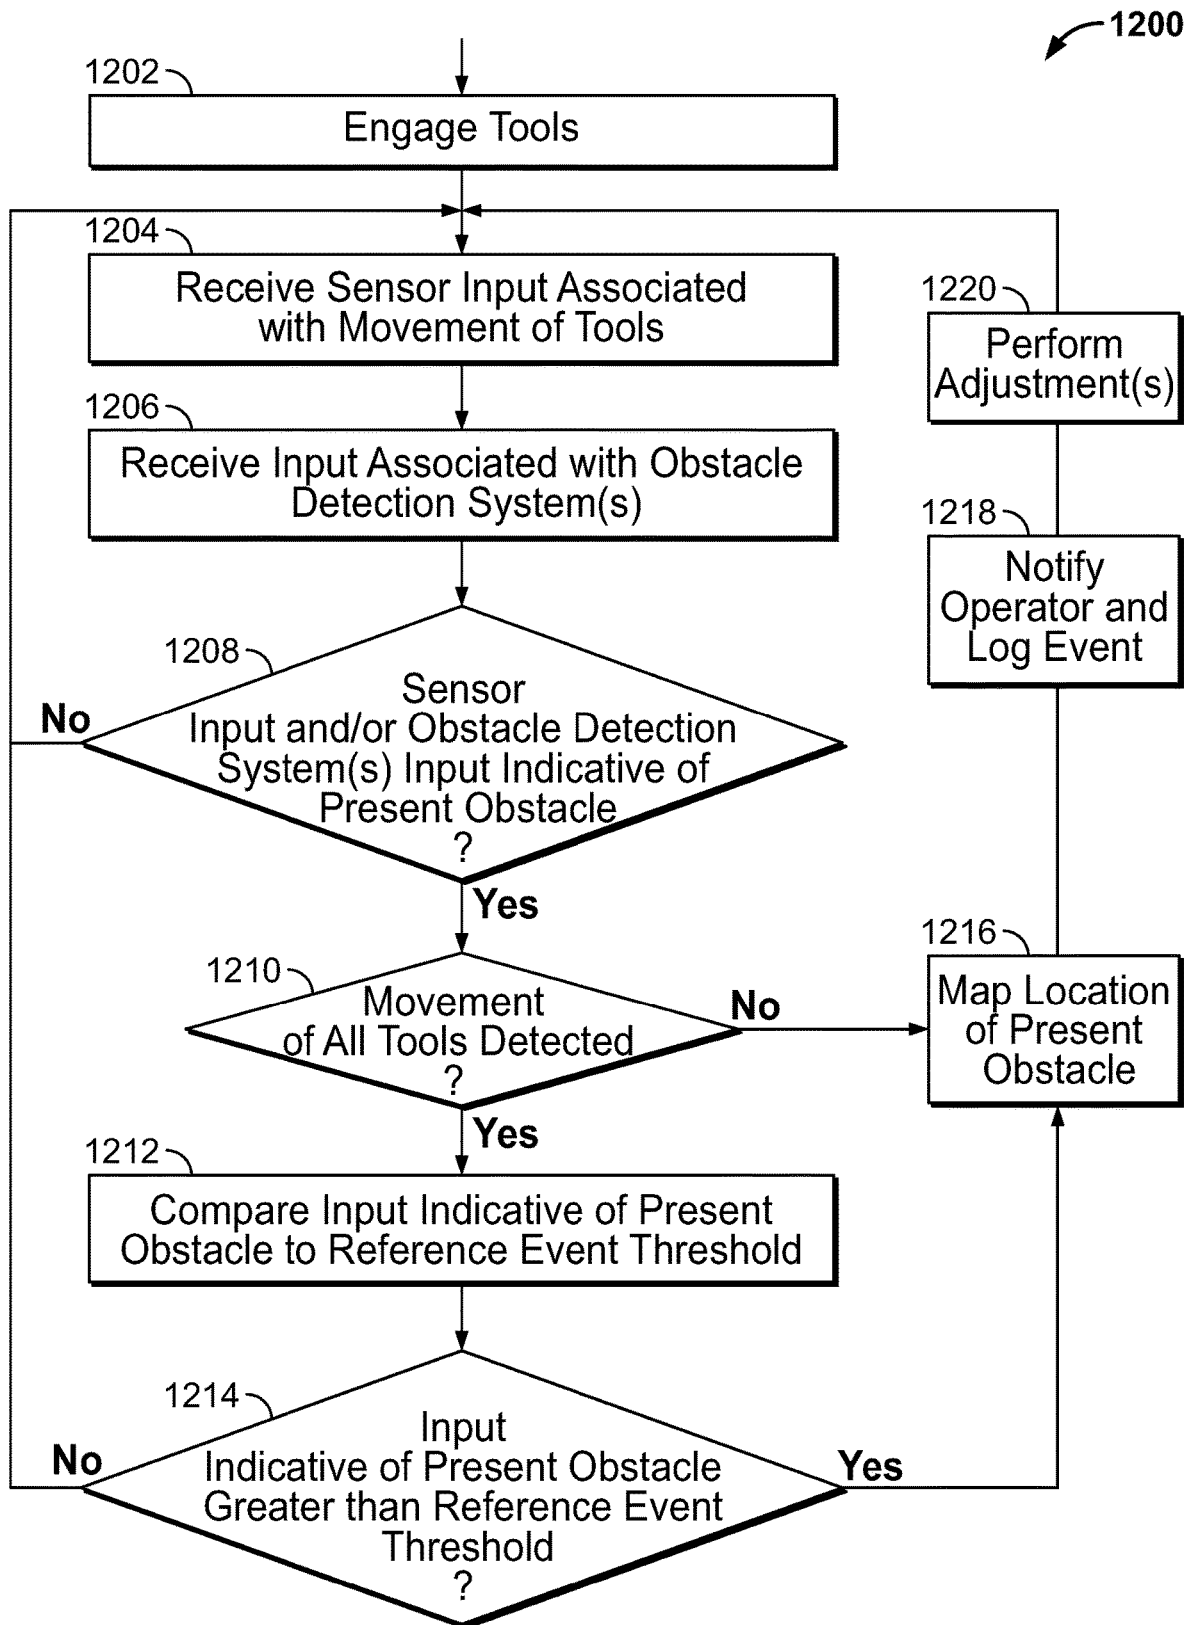 1200
1202
Engage Tools
1204
Receive Sensor Input Associated
with Movement of Tools
1206
Receive Input Associated with Obstacle
Detection System(s)
1208
Sensor
Input and/or Obstacle Detection
System(s) Input Indicative of
Present Obstacle
?
No
Yes
1210
Movement
of All Tools Detected
?
No
Yes
1212
Compare Input Indicative of Present
Obstacle to Reference Event Threshold
1214
Input
Indicative of Present Obstacle
Greater than Reference Event
Threshold
?
No
Yes
1216
Map Location
of Present
Obstacle
1218
Notify
Operator and
Log Event
1220
Perform
Adjustment(s)